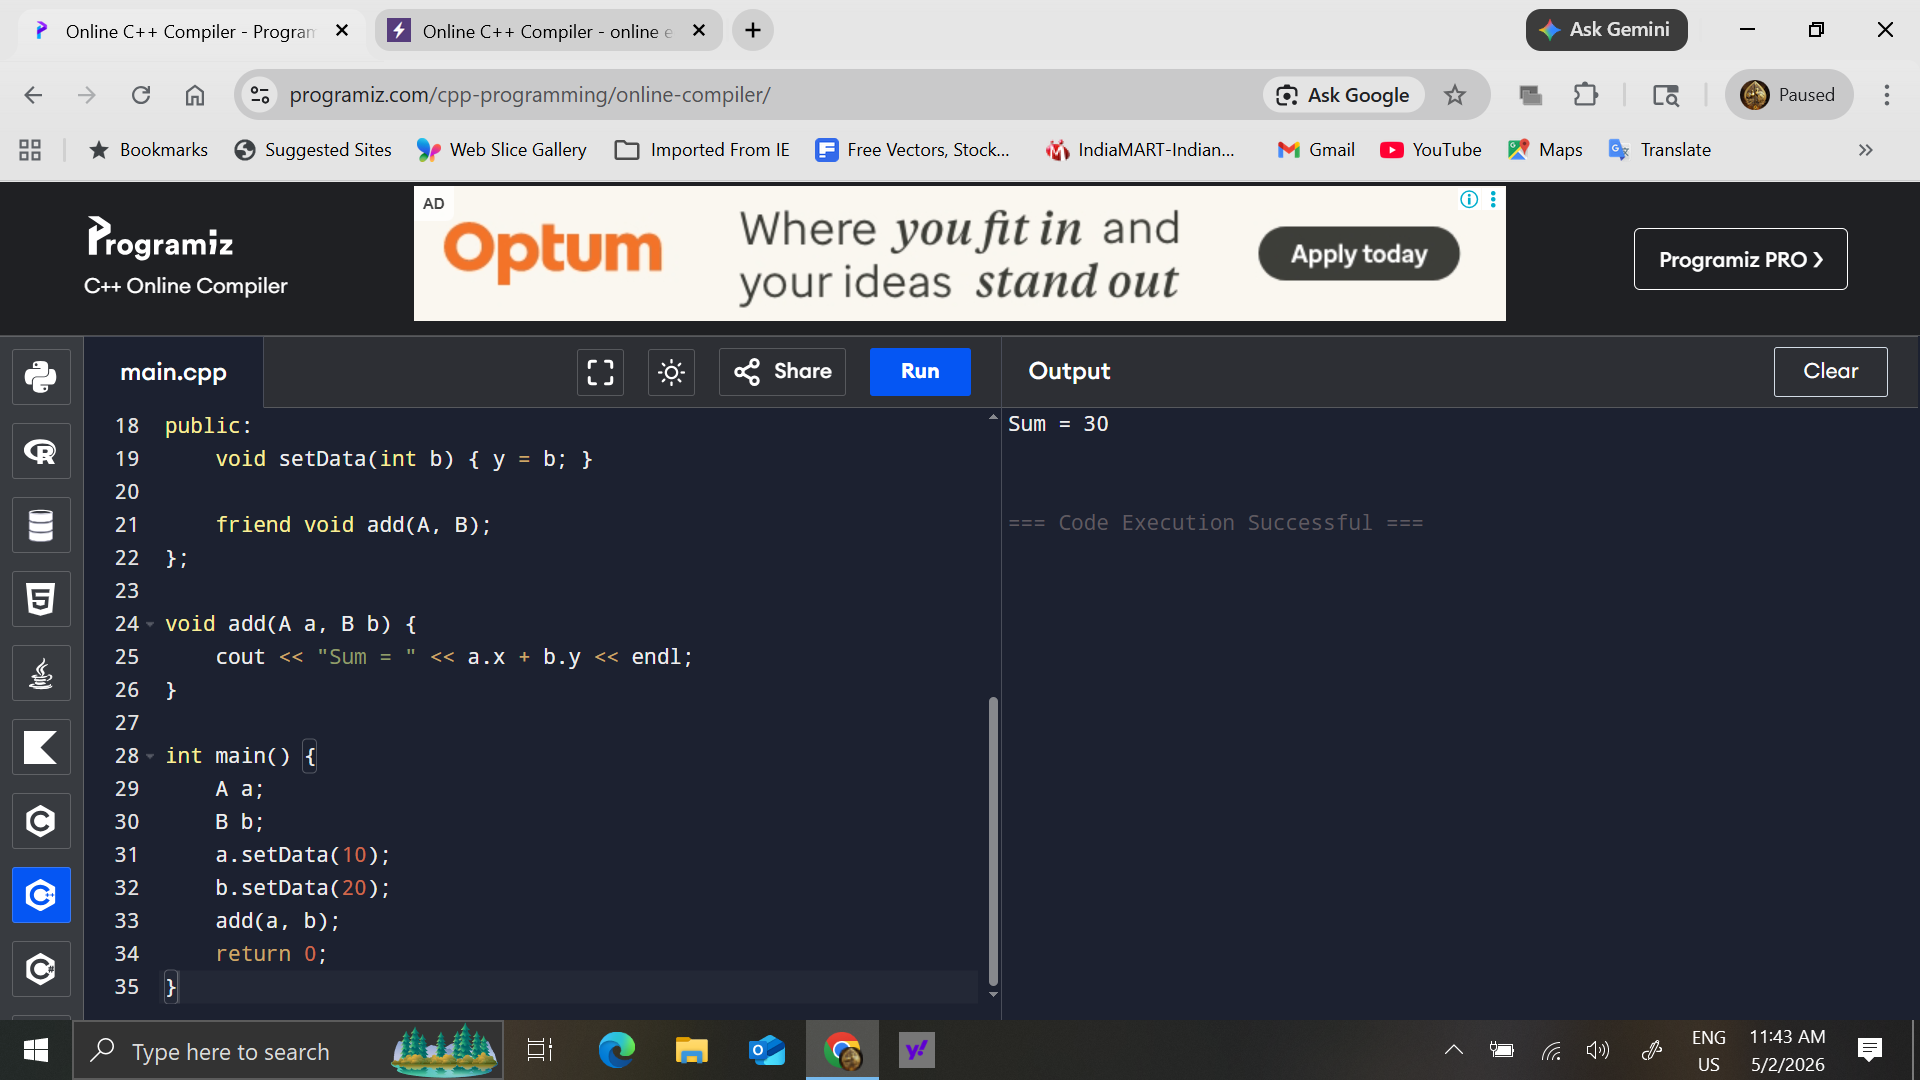 Online C++ Compiler - Program
Online C++ Compiler - online e
Ask Gemini
programiz.com/cpp-programming/online-compiler/
Ask Google
Paused
Bookmarks
Suggested Sites
Web Slice Gallery
Imported From IE
Free Vectors, Stock...
IndiaMART-Indian...
Gmail
YouTube
Maps
Translate
Programiz
C++ Online Compiler
AD
Optum
Where you fit in and
your ideas stand out
Apply today
Programiz PRO ❯
main.cpp
Share
Run
Output
Clear
18 public:
19     void setData(int b) { y = b; }
20
21     friend void add(A, B);
22 };
23
24 void add(A a, B b) {
25     cout << "Sum = " << a.x + b.y << endl;
26 }
27
28 int main() {
29     A a;
30     B b;
31     a.setData(10);
32     b.setData(20);
33     add(a, b);
34     return 0;
35 }
Sum = 30
=== Code Execution Successful ===
Type here to search
ENG
US
11:43 AM
5/2/2026